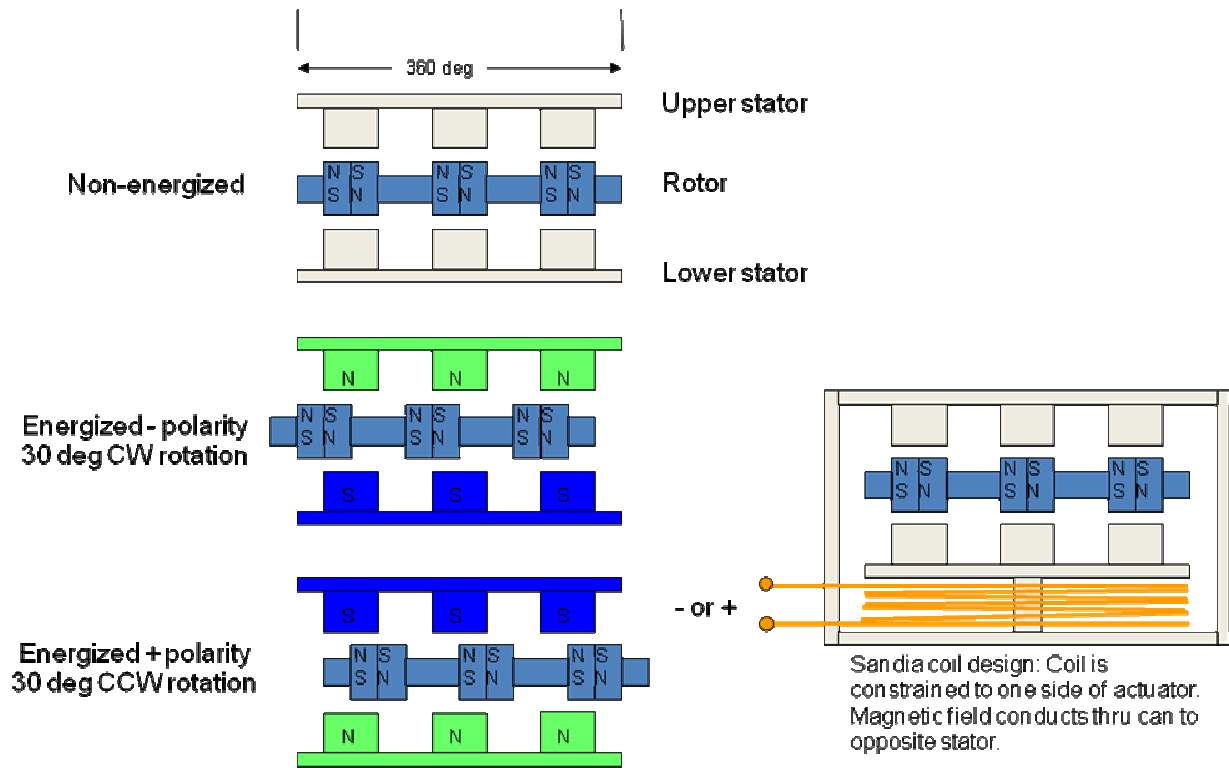 360 deg
Upper stator
N S N S N S
Non-energized
Rotor
S N S N S N
Lower stator
N N N
N S N S N S
Energized - polarity
S N S N S N
30 deg CW rotation
S S S
S S S
- or +
N S N S N S
Energized + polarity
S N S N S N
30 deg CCW rotation
N N N
N S N S N S
S N S N S N
Sandia coil design: Coil is
constrained to one side of actuator.
Magnetic field conducts thru can to
opposite stator.